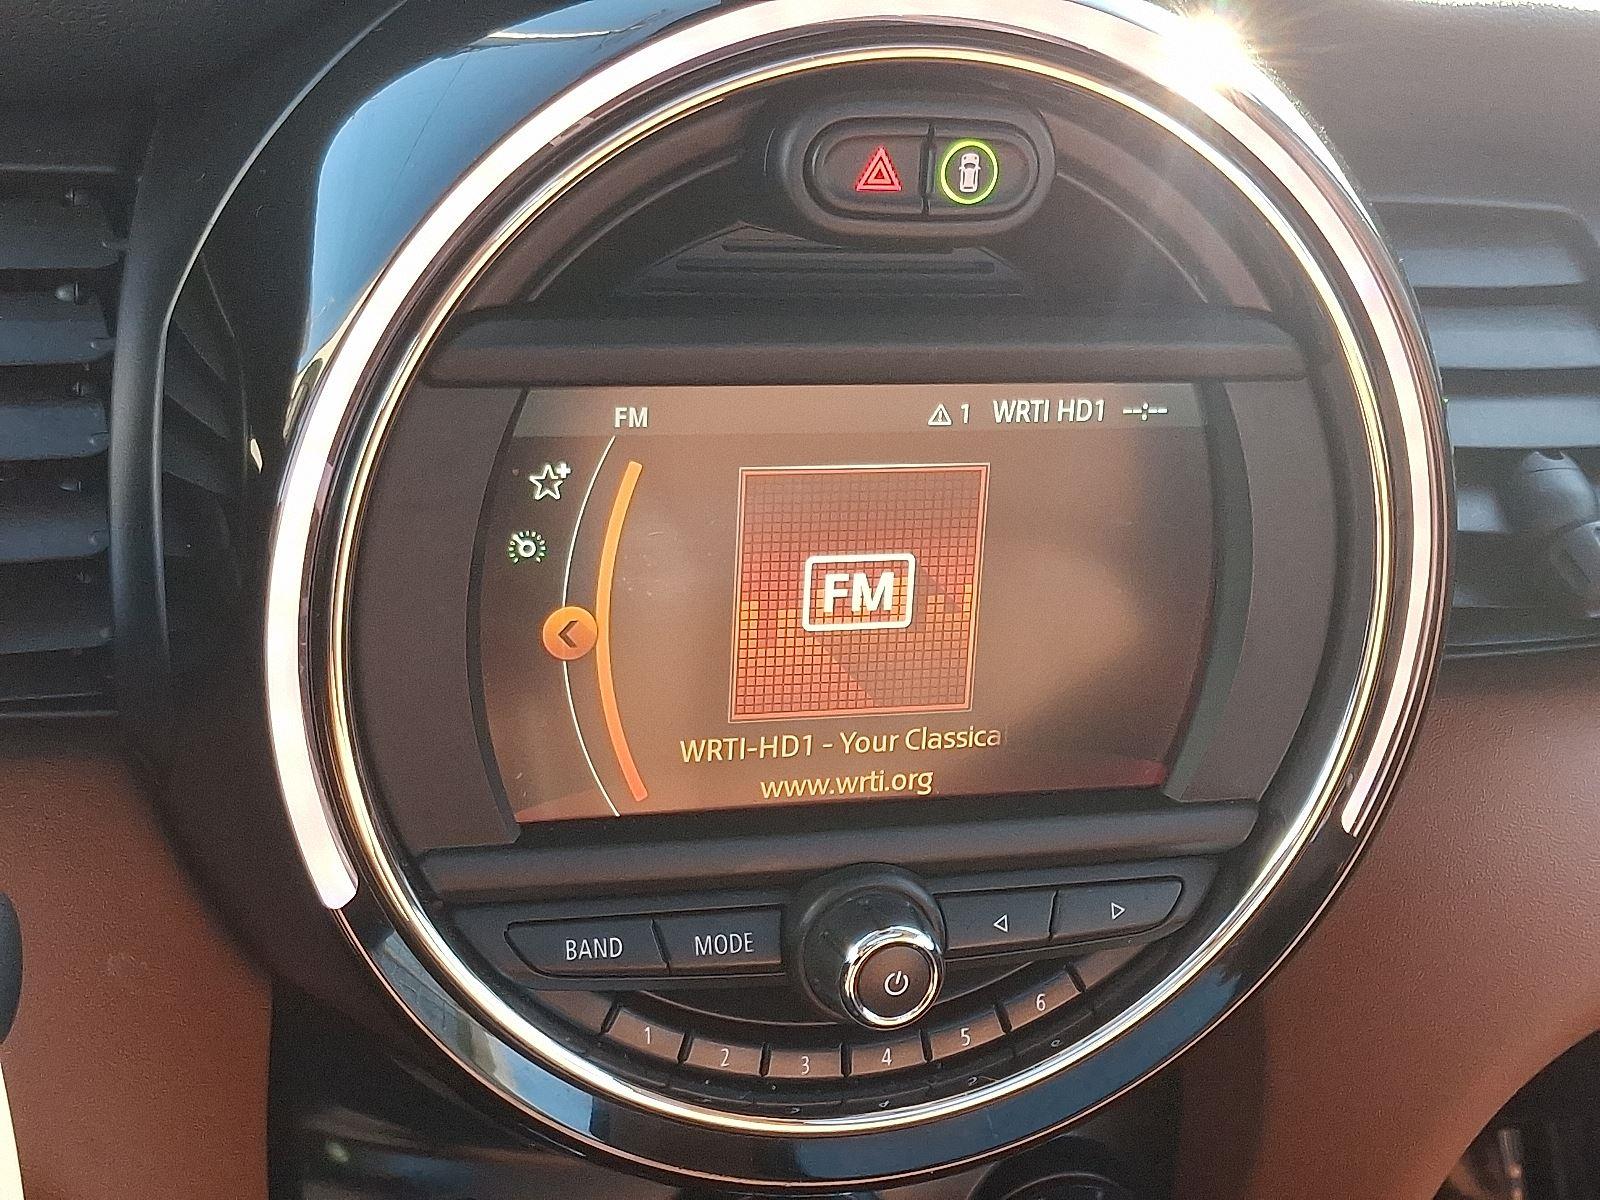 FM 1 WRTI HD1 --:--
FM
WRTI-HD1 - Your Classica
www.wrti.org
BAND MODE
1 2 3 4 5 6